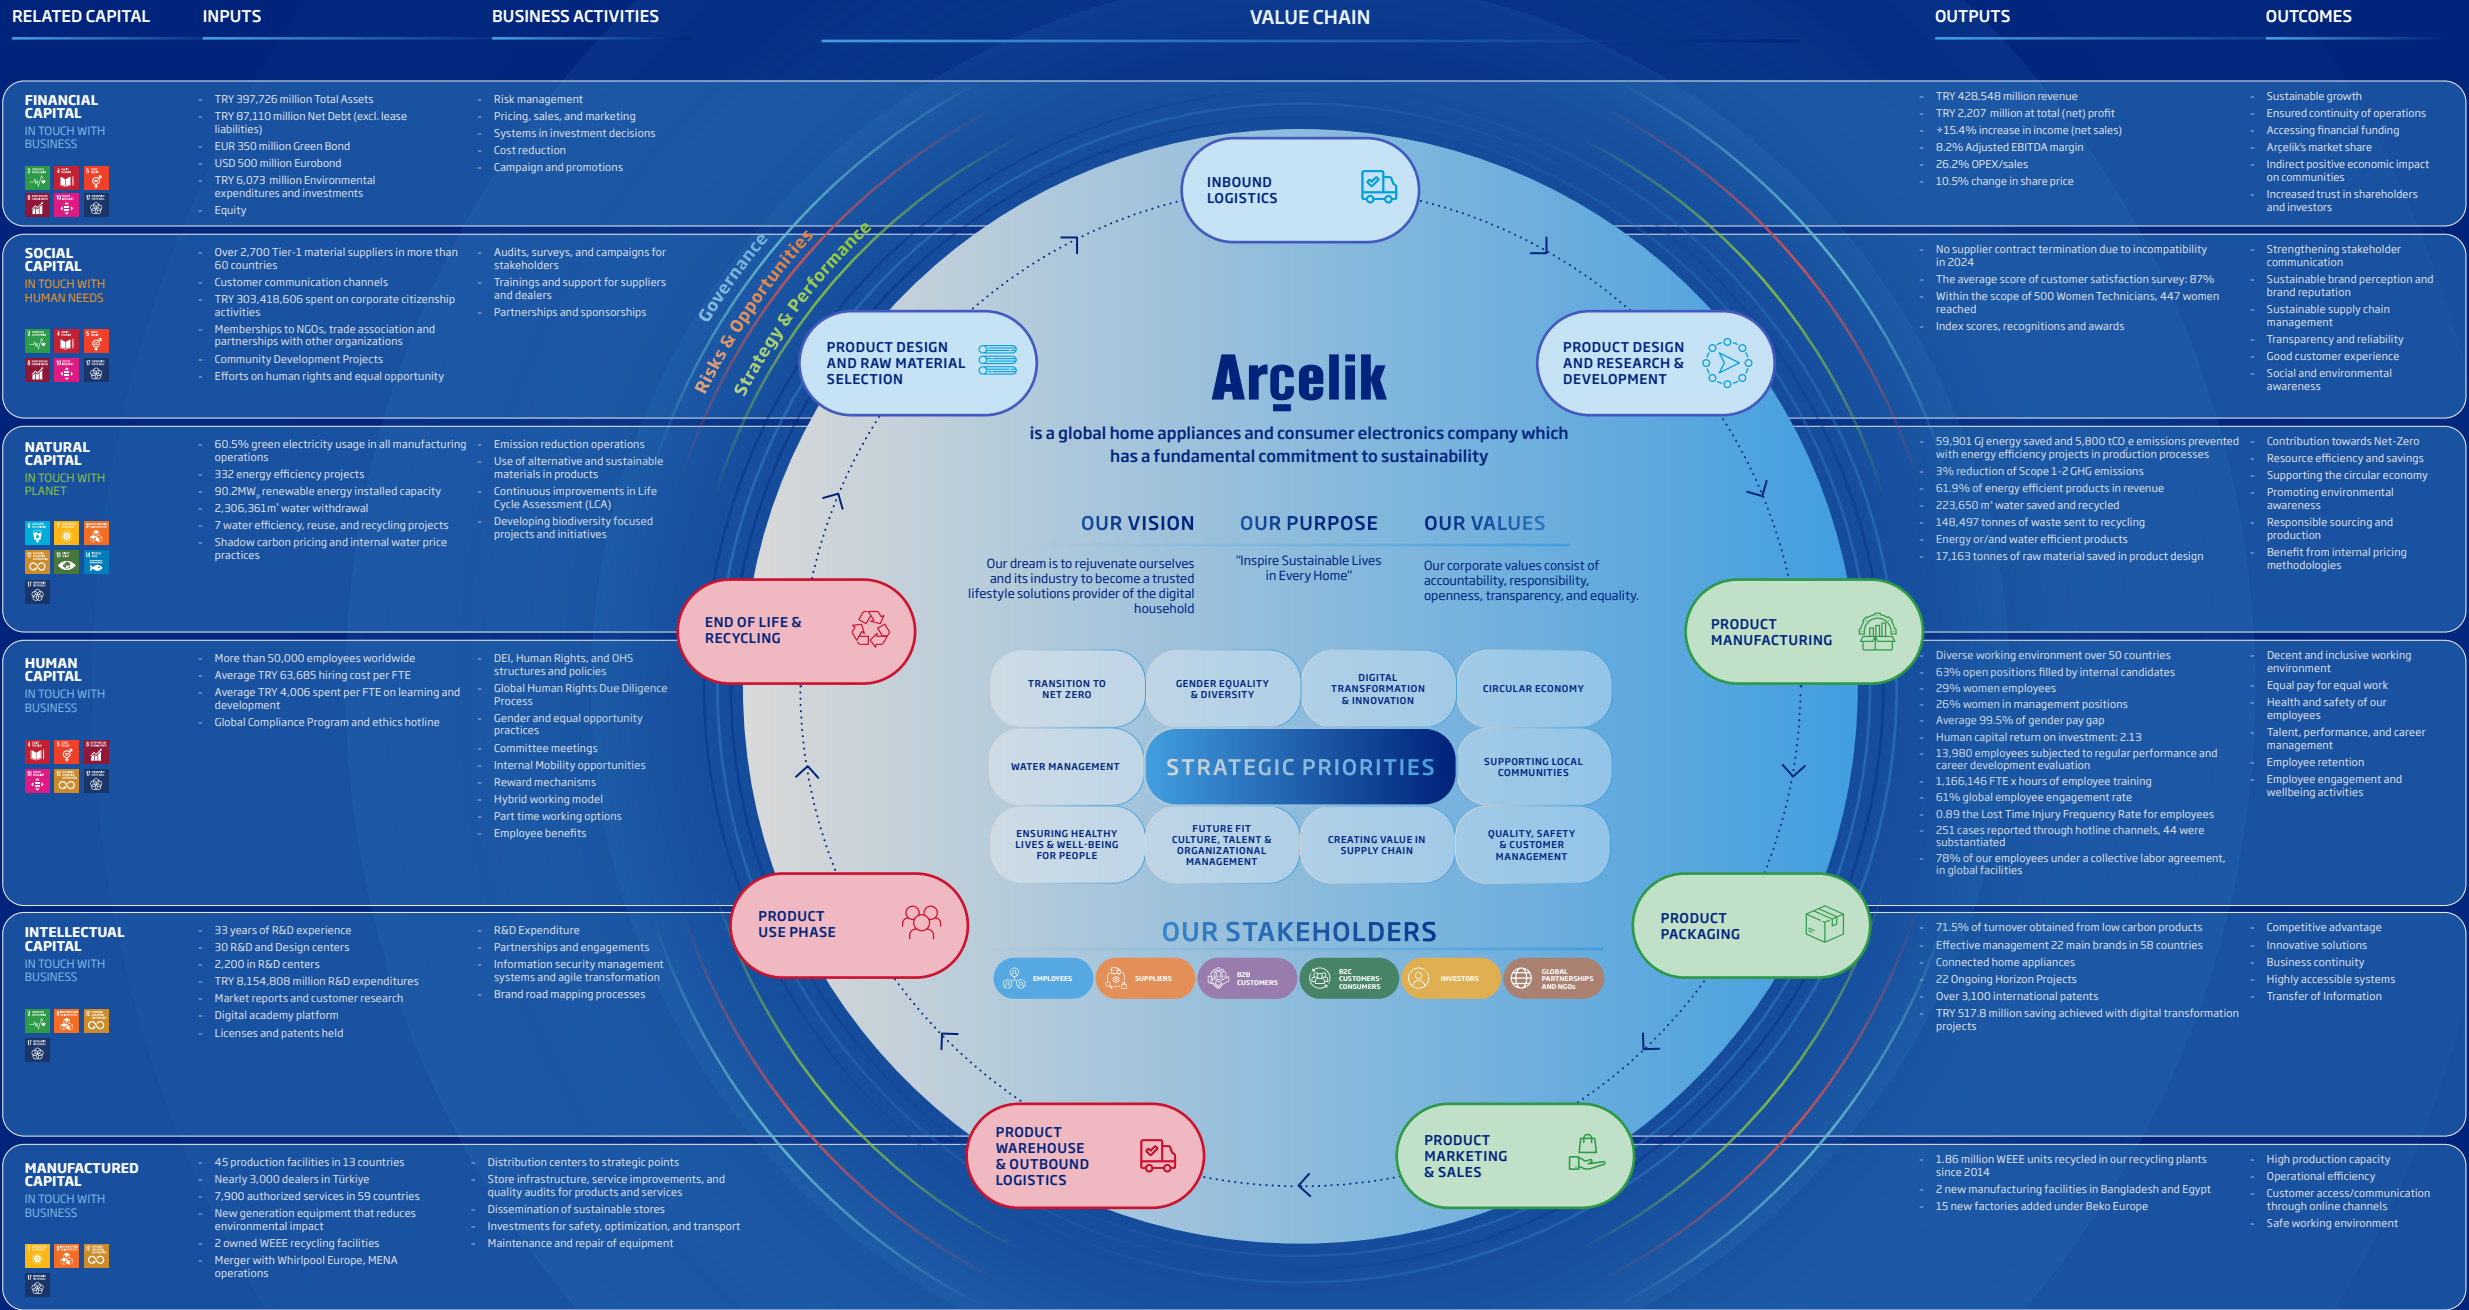 RELATED CAPITAL
INPUTS
BUSINESS ACTIVITIES
VALUE CHAIN
OUTPUTS
OUTCOMES
FINANCIAL
CAPITAL
IN TOUCH WITH
BUSINESS
- TRY 397,726 million Total Assets
- TRY 87,110 million Net Debt (excl. lease
liabilities)
- EUR 350 million Green Bond
- USD 500 million Eurobond
- TRY 6,073 million Environmental
expenditures and investments
- Equity
- Risk management
- Pricing, sales, and marketing
- Systems in investment decisions
- Cost reduction
- Campaign and promotions
- TRY 428,548 million revenue
- TRY 2,207 million at total (net) profit
- +15.4% increase in income (net sales)
- 8.2% Adjusted EBITDA margin
- 26.2% OPEX/sales
- 10.5% change in share price
- Sustainable growth
- Ensured continuity of operations
- Accessing financial funding
- Arçelik's market share
- Indirect positive economic impact
on communities
- Increased trust in shareholders
and investors
SOCIAL
CAPITAL
IN TOUCH WITH
HUMAN NEEDS
- Over 2,700 Tier-1 material suppliers in more than
60 countries
- Customer communication channels
- TRY 303,418,606 spent on corporate citizenship
activities
- Memberships to NGOs, trade association and
partnerships with other organizations
- Community Development Projects
- Efforts on human rights and equal opportunity
- Audits, surveys, and campaigns for
stakeholders
- Trainings and support for suppliers
and dealers
- Partnerships and sponsorships
- No supplier contract termination due to incompatibility
in 2024
- The average score of customer satisfaction survey: 87%
- Within the scope of 500 Women Technicians, 447 women
reached
- Index scores, recognitions and awards
- Strengthening stakeholder
communication
- Sustainable brand perception and
brand reputation
- Sustainable supply chain
management
- Transparency and reliability
- Good customer experience
- Social and environmental
awareness
NATURAL
CAPITAL
IN TOUCH WITH
PLANET
- 60.5% green electricity usage in all manufacturing
operations
- 332 energy efficiency projects
- 90.2MWp renewable energy installed capacity
- 2,306,361m³ water withdrawal
- 7 water efficiency, reuse, and recycling projects
- Shadow carbon pricing and internal water price
practices
- Emission reduction operations
- Use of alternative and sustainable
materials in products
- Continuous improvements in Life
Cycle Assessment (LCA)
- Developing biodiversity focused
projects and initiatives
- 59,901 GJ energy saved and 5,800 tCO e emissions prevented
with energy efficiency projects in production processes
- 3% reduction of Scope 1-2 GHG emissions
- 61.9% of energy efficient products in revenue
- 223,650 m³ water saved and recycled
- 148,497 tonnes of waste sent to recycling
- Energy or/and water efficient products
- 17,163 tonnes of raw material saved in product design
- Contribution towards Net-Zero
- Resource efficiency and savings
- Supporting the circular economy
- Promoting environmental
awareness
- Responsible sourcing and
production
- Benefit from internal pricing
methodologies
HUMAN
CAPITAL
IN TOUCH WITH
BUSINESS
- More than 50,000 employees worldwide
- Average TRY 63,685 hiring cost per FTE
- Average TRY 4,006 spent per FTE on learning and
development
- Global Compliance Program and ethics hotline
- DEI, Human Rights, and OHS
structures and policies
- Global Human Rights Due Diligence
Process
- Gender and equal opportunity
practices
- Committee meetings
- Internal Mobility opportunities
- Reward mechanisms
- Hybrid working model
- Part time working options
- Employee benefits
- Diverse working environment over 50 countries
- 63% open positions filled by internal candidates
- 29% women employees
- 26% women in management positions
- Average 99.5% of gender pay gap
- Human capital return on investment: 2.13
- 13,980 employees subjected to regular performance and
career development evaluation
- 1,166,146 FTE x hours of employee training
- 61% global employee engagement rate
- 0.89 the Lost Time Injury Frequency Rate for employees
- 251 cases reported through hotline channels, 44 were
substantiated
- 78% of our employees under a collective labor agreement,
in global facilities
- Decent and inclusive working
environment
- Equal pay for equal work
- Health and safety of our
employees
- Talent, performance, and career
management
- Employee retention
- Employee engagement and
wellbeing activities
INTELLECTUAL
CAPITAL
IN TOUCH WITH
BUSINESS
- 33 years of R&D experience
- 30 R&D and Design centers
- 2,200 in R&D centers
- TRY 8,154,808 million R&D expenditures
- Market reports and customer research
- Digital academy platform
- Licenses and patents held
- R&D Expenditure
- Partnerships and engagements
- Information security management
systems and agile transformation
- Brand road mapping processes
- 71.5% of turnover obtained from low carbon products
- Effective management 22 main brands in 58 countries
- Connected home appliances
- 22 Ongoing Horizon Projects
- Over 3,100 international patents
- TRY 517.8 million saving achieved with digital transformation
projects
- Competitive advantage
- Innovative solutions
- Business continuity
- Highly accessible systems
- Transfer of Information
MANUFACTURED
CAPITAL
IN TOUCH WITH
BUSINESS
- 45 production facilities in 13 countries
- Nearly 3,000 dealers in Türkiye
- 7,900 authorized services in 59 countries
- New generation equipment that reduces
environmental impact
- 2 owned WEEE recycling facilities
- Merger with Whirlpool Europe, MENA
operations
- Distribution centers to strategic points
- Store infrastructure, service improvements, and
quality audits for products and services
- Dissemination of sustainable stores
- Investments for safety, optimization, and transport
- Maintenance and repair of equipment
- 1.86 million WEEE units recycled in our recycling plants
since 2014
- 2 new manufacturing facilities in Bangladesh and Egypt
- 15 new factories added under Beko Europe
- High production capacity
- Operational efficiency
- Customer access/communication
through online channels
- Safe working environment
Governance
Risks & Opportunities
Strategy & Performance
INBOUND
LOGISTICS
PRODUCT DESIGN
AND RAW MATERIAL
SELECTION
PRODUCT DESIGN
AND RESEARCH &
DEVELOPMENT
END OF LIFE &
RECYCLING
PRODUCT
MANUFACTURING
PRODUCT
USE PHASE
PRODUCT
PACKAGING
PRODUCT
WAREHOUSE
& OUTBOUND
LOGISTICS
PRODUCT
MARKETING
& SALES
Arçelik
is a global home appliances and consumer electronics company which
has a fundamental commitment to sustainability
OUR VISION
Our dream is to rejuvenate ourselves
and its industry to become a trusted
lifestyle solutions provider of the digital
household
OUR PURPOSE
"Inspire Sustainable Lives
in Every Home"
OUR VALUES
Our corporate values consist of
accountability, responsibility,
openness, transparency, and equality.
TRANSITION TO
NET ZERO
GENDER EQUALITY
& DIVERSITY
DIGITAL
TRANSFORMATION
& INNOVATION
CIRCULAR ECONOMY
WATER MANAGEMENT
STRATEGIC PRIORITIES
SUPPORTING LOCAL
COMMUNITIES
ENSURING HEALTHY
LIVES & WELL-BEING
FOR PEOPLE
FUTURE FIT
CULTURE, TALENT &
ORGANIZATIONAL
MANAGEMENT
CREATING VALUE IN
SUPPLY CHAIN
QUALITY, SAFETY
& CUSTOMER
MANAGEMENT
OUR STAKEHOLDERS
EMPLOYEES
SUPPLIERS
B2B
CUSTOMERS
B2C
CUSTOMERS-
CONSUMERS
INVESTORS
GLOBAL
PARTNERSHIPS
AND NGOs